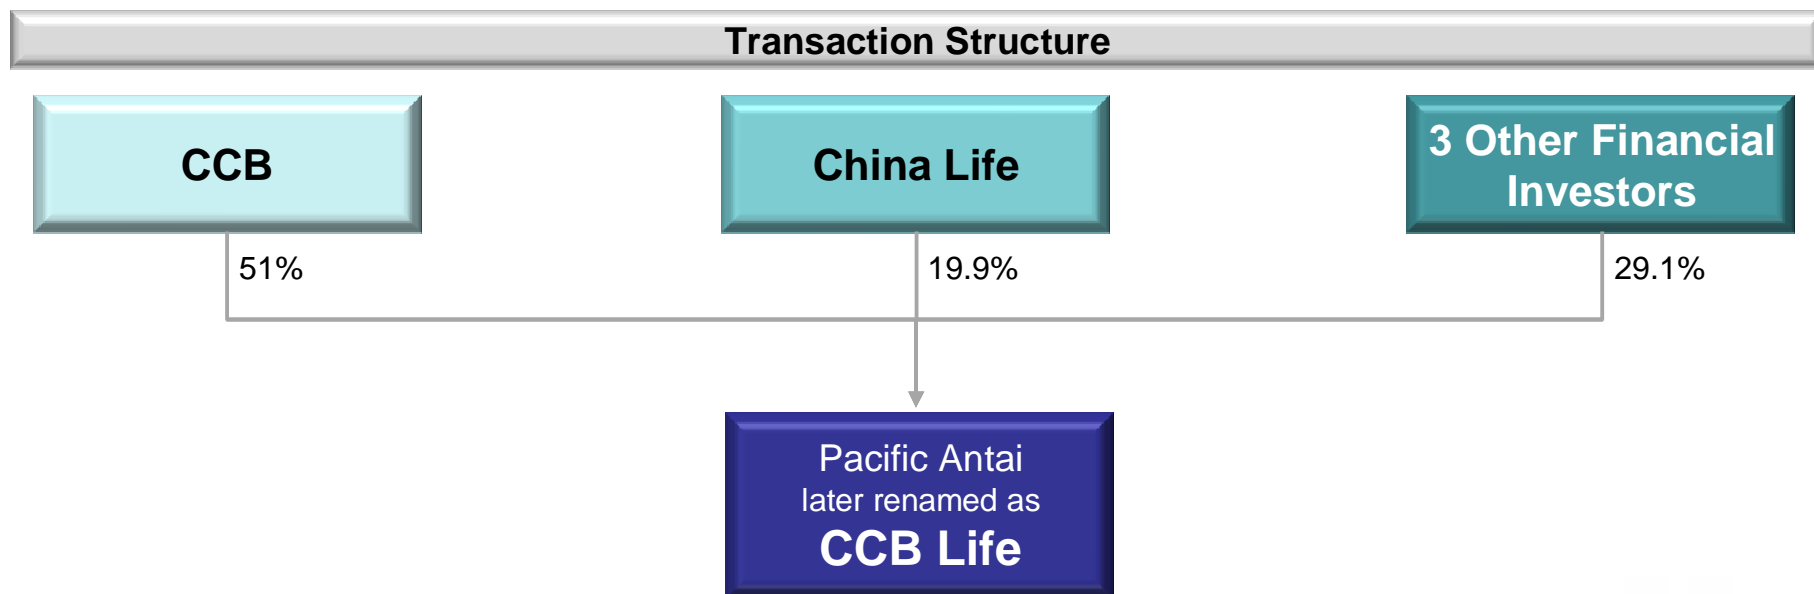 Transaction Structure
CCB
China Life
3 Other Financial
Investors
51%
19.9%
29.1%
Pacific Antai
later renamed as
CCB Life